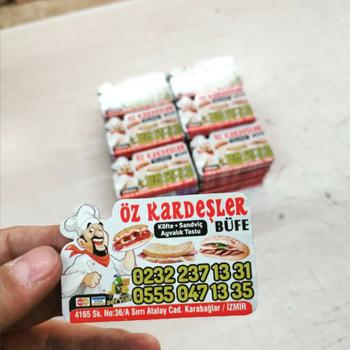 ÖZ KARDEŞLER
BÜFE
Köfte • Sandviç
Ayvalık Tostu
0232 237 13 31
0555 047 13 35
4165 Sk. No:36/A Sırrı Atalay Cad. Karabağlar / İZMİR